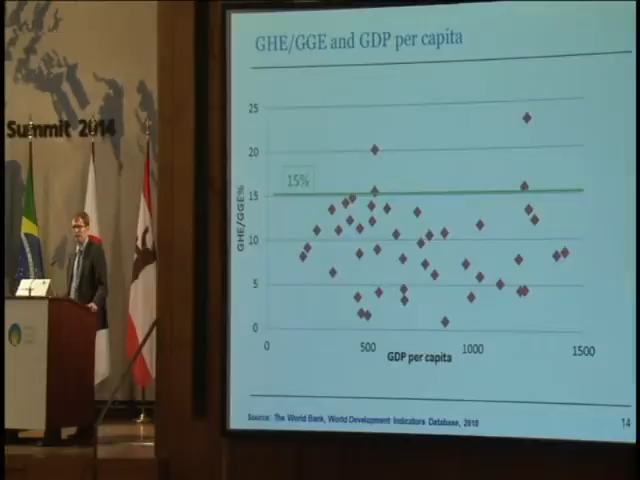 Summit 2014
GHE/GGE and GDP per capita
25
20
15%
15
10
5
0
GHE/GGE%
0 500 1000 1500
GDP per capita
Source: The World Bank, World Development Indicators Database, 2010
14